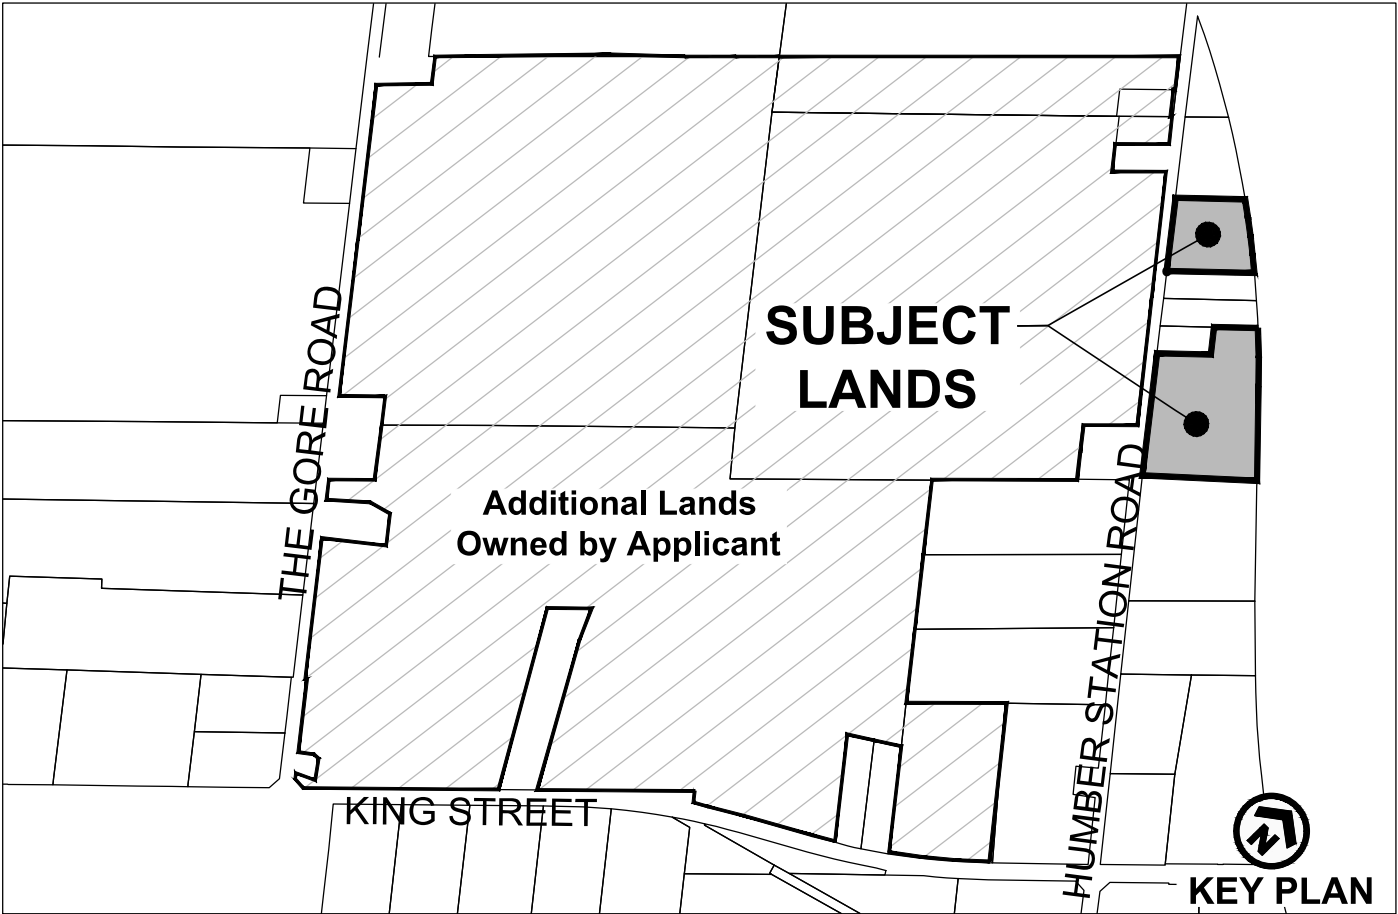 SUBJECT
LANDS
THE GORE ROAD
Additional Lands
Owned by Applicant
HUMBER STATION ROAD
KING STREET
N
KEY PLAN